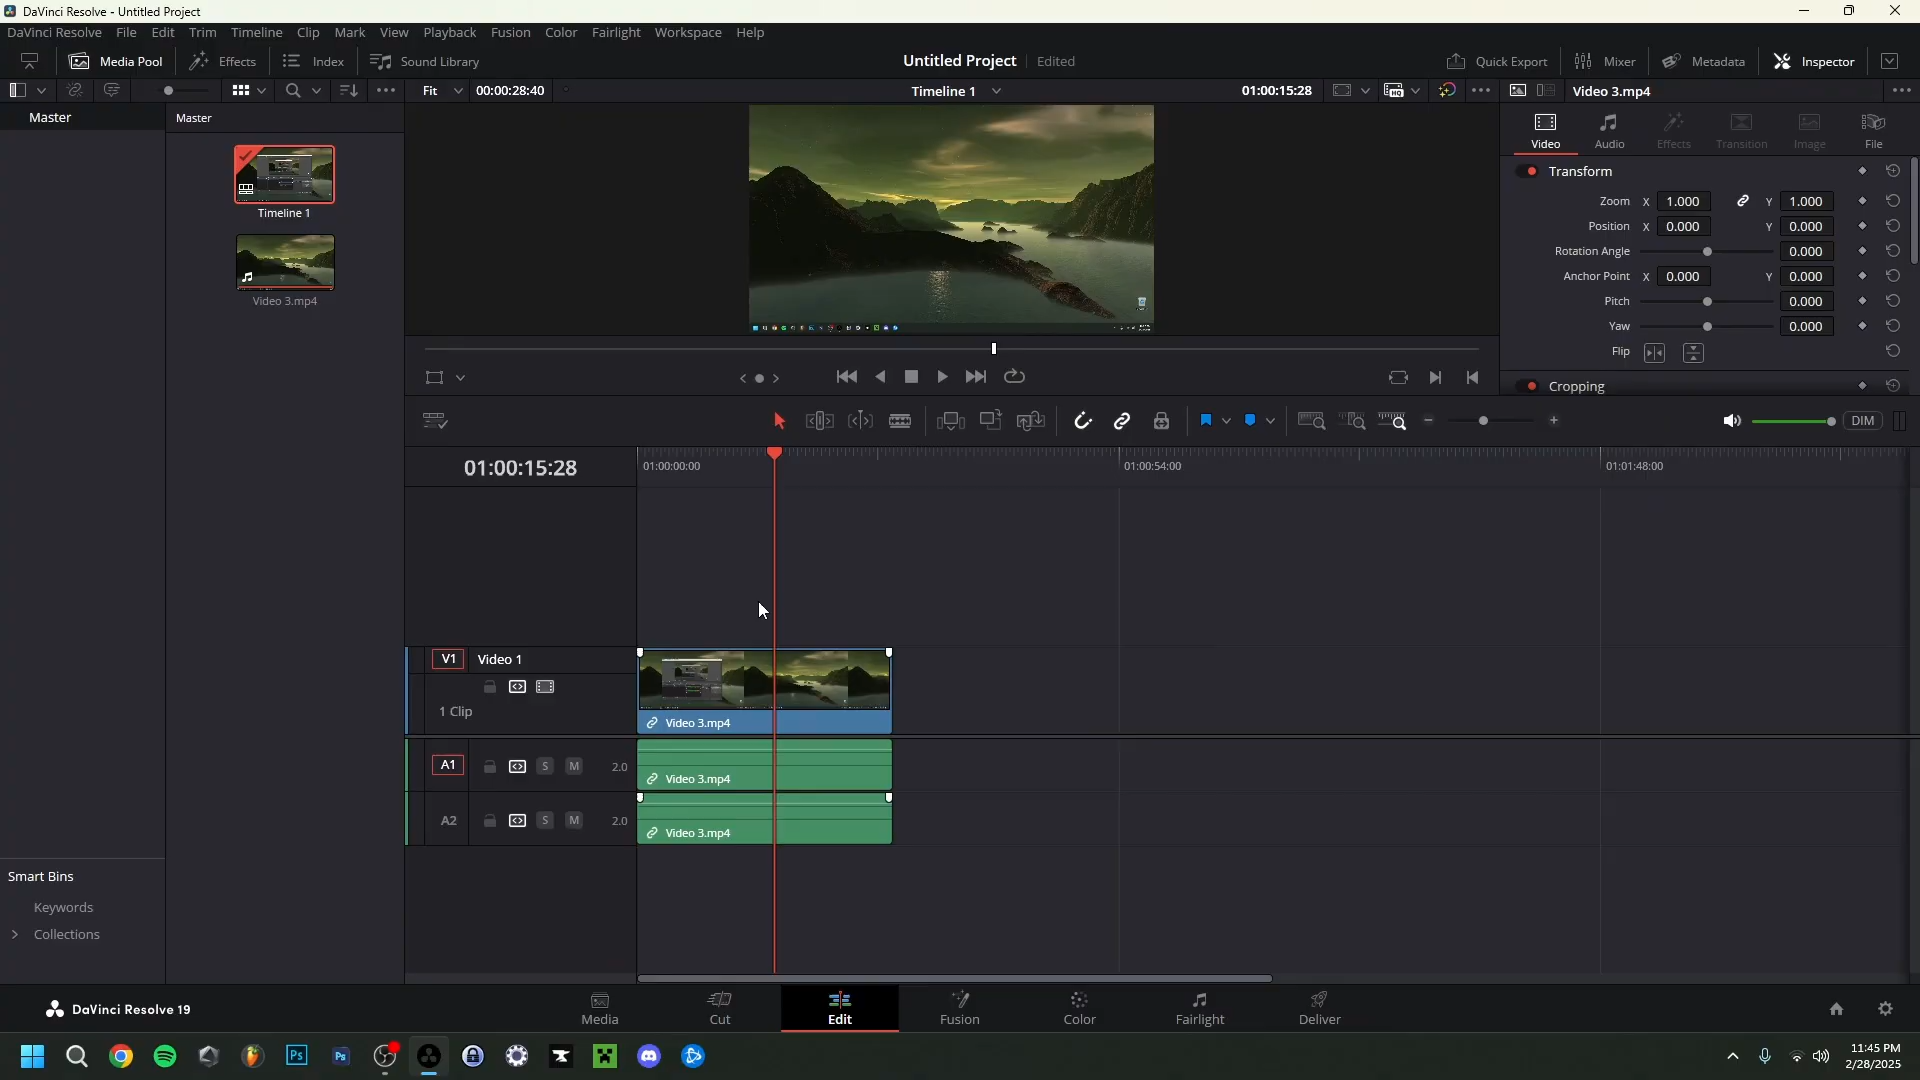 DaVinci Resolve - Untitled Project
DaVinci Resolve File Edit Trim Timeline Clip Mark View Playback Fusion Color Fairlight Workspace Help
Media Pool Effects Index Sound Library Untitled Project Edited Quick Export Mixer Metadata Inspector
Fit 00:00:28:40 Timeline 1 01:00:15:28 Video 3.mp4
Master Master
Video Audio Effects Transition Image File
Transform
Zoom X 1.000 Y 1.000
Position X 0.000 Y 0.000
Rotation Angle 0.000
Anchor Point X 0.000 Y 0.000
Pitch 0.000
Yaw 0.000
Flip
Cropping
Timeline 1
Video 3.mp4
DIM
01:00:15:28 01:00:00:00 01:00:54:00 01:01:48:00
V1 Video 1
1 Clip
Video 3.mp4
A1 S M 2.0
Video 3.mp4
A2 S M 2.0
Video 3.mp4
Smart Bins
Keywords
Collections
DaVinci Resolve 19
Media Cut Edit Fusion Color Fairlight Deliver
Ps Ps
11:45 PM
2/28/2025